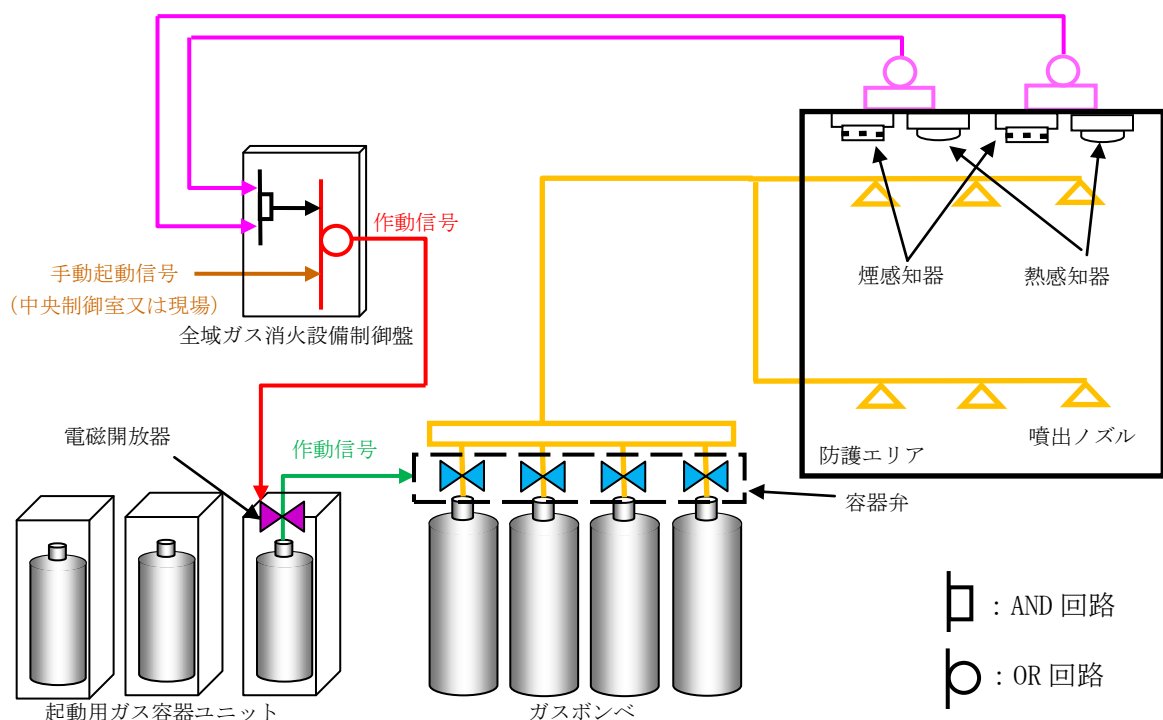 作動信号
手動起動信号
(中央制御室又は現場)
全域ガス消火設備制御盤
煙感知器
熱感知器
電磁開放器
作動信号
防護エリア
噴出ノズル
容器弁
：AND 回路
：OR 回路
起動用ガス容器ユニット
ガスボンベ